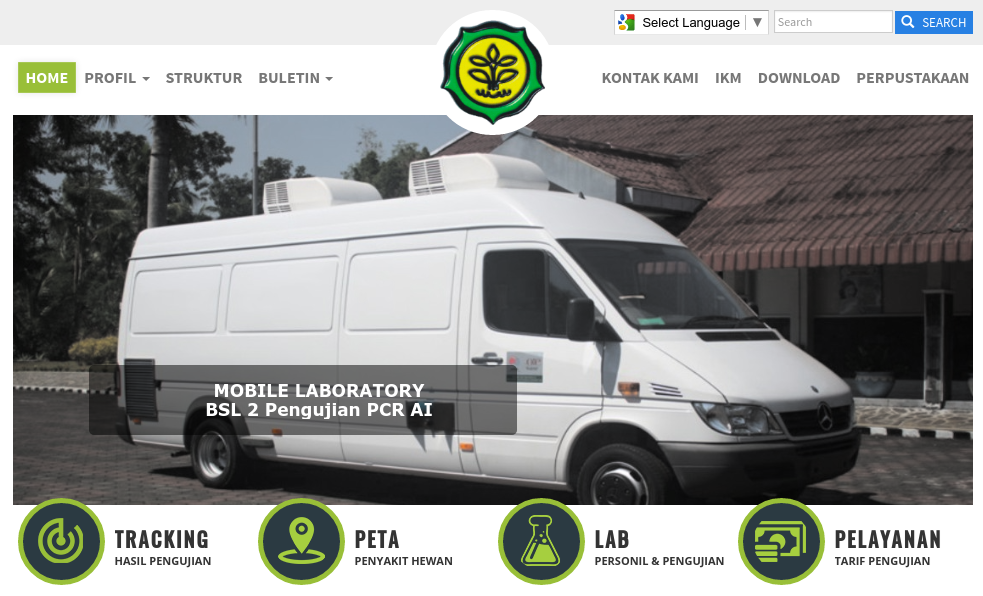 Select Language ▼
Search
SEARCH
HOME
PROFIL
STRUKTUR
BULETIN
KONTAK KAMI
IKM
DOWNLOAD
PERPUSTAKAAN
MOBILE LABORATORY
BSL 2 Pengujian PCR AI
TRACKING
HASIL PENGUJIAN
PETA
PENYAKIT HEWAN
LAB
PERSONIL & PENGUJIAN
PELAYANAN
TARIF PENGUJIAN